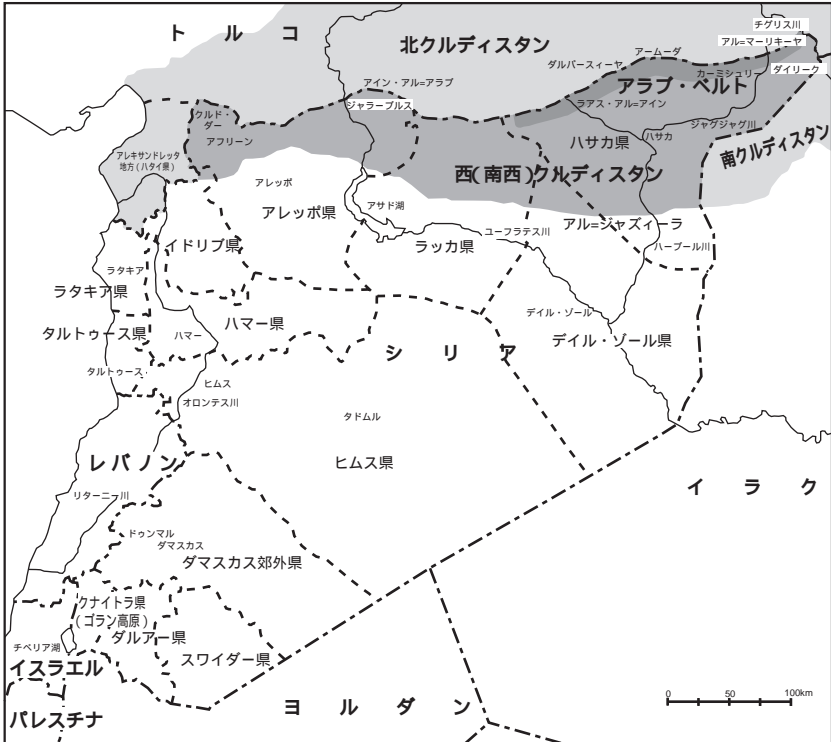 トルコ
北クルディスタン
チグリス川
アル=マーリキーヤ
ダイリーク
アームーダ
ダルバースィーヤ
カーミシュリー
アラブ・ベルト
アイン・アル=アラブ
ジャラーブルス
ラアス・アル=アイン
クルド・
ダー
アフリーン
ハサカ県
ハサカ
ジャグジャグ川
南クルディスタン
アレキサンドレッタ
地方(ハタイ県)
西(南西)クルディスタン
アレッポ
アレッポ県
アサド湖
アル=ジャズィーラ
ユーフラテス川
ハーブール川
イドリブ県
ラッカ県
ラタキア
ラタキア県
デイル・ゾール
デイル・ゾール県
タルトゥース県
ハマー
ハマー県
シリア
タルトゥース
ヒムス
オロンテス川
タドムル
ヒムス県
レバノン
イラク
リターニー川
ドゥンマル
ダマスカス
ダマスカス郊外県
クナイトラ県
(ゴラン高原)
ダルアー県
チベリア湖
スワイダー県
イスラエル
ヨルダン
パレスチナ
0 50 100km